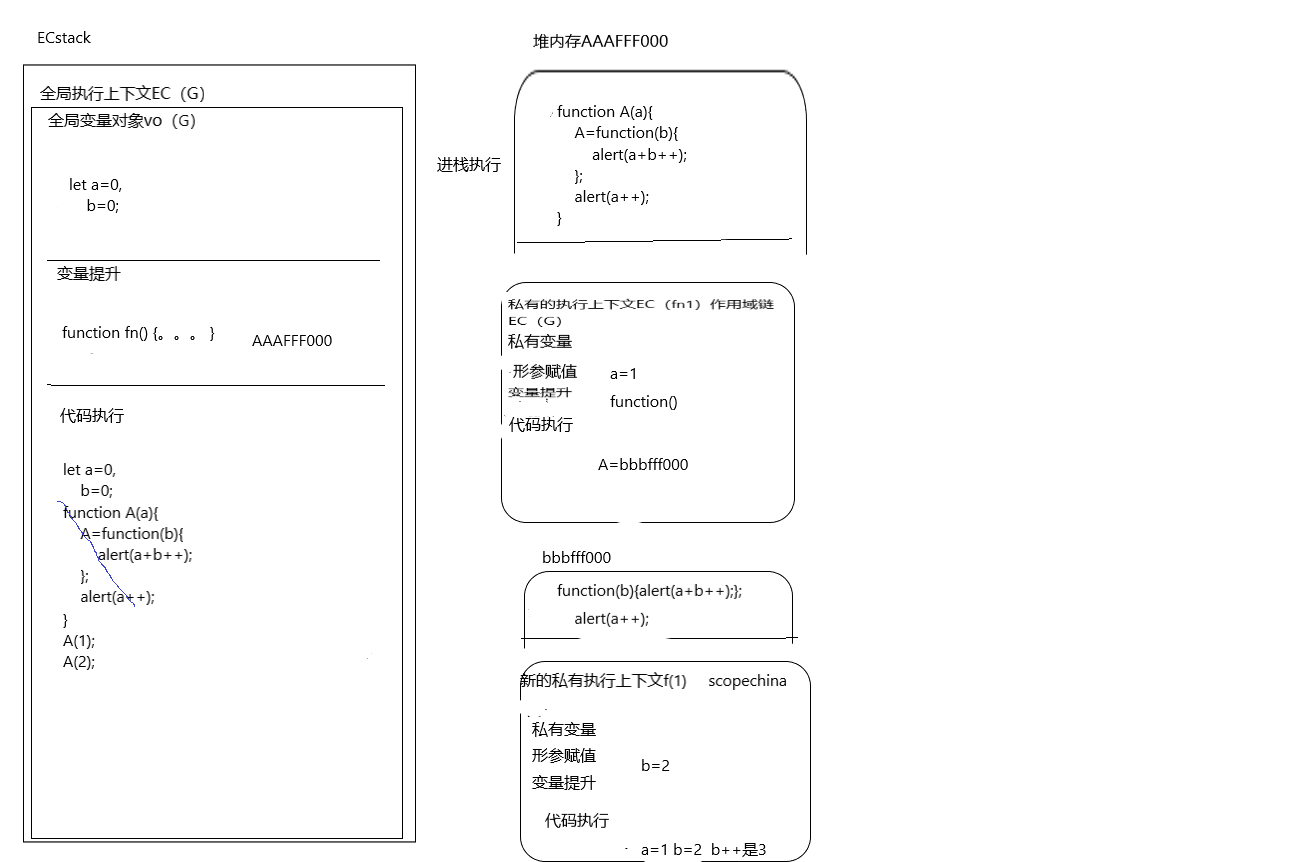 ECstack
全局执行上下文EC（G）
全局变量对象vo（G）
let a=0,
b=0;
变量提升
function fn() {。。。 }
AAAFFF000
代码执行
let a=0,
b=0;
function A(a){
A=function(b){
alert(a+b++);
};
alert(a++);
}
A(1);
A(2);
进栈执行
堆内存AAAFFF000
function A(a){
A=function(b){
alert(a+b++);
};
alert(a++);
}
私有的执行上下文EC（fn1）作用域链
EC（G）
私有变量
形参赋值 a=1
变量提升
function()
代码执行
A=bbbfff000
bbbfff000
function(b){alert(a+b++);};
alert(a++);
新的私有执行上下文f(1) scopechina
私有变量
形参赋值
b=2
变量提升
代码执行
a=1 b=2 b++是3